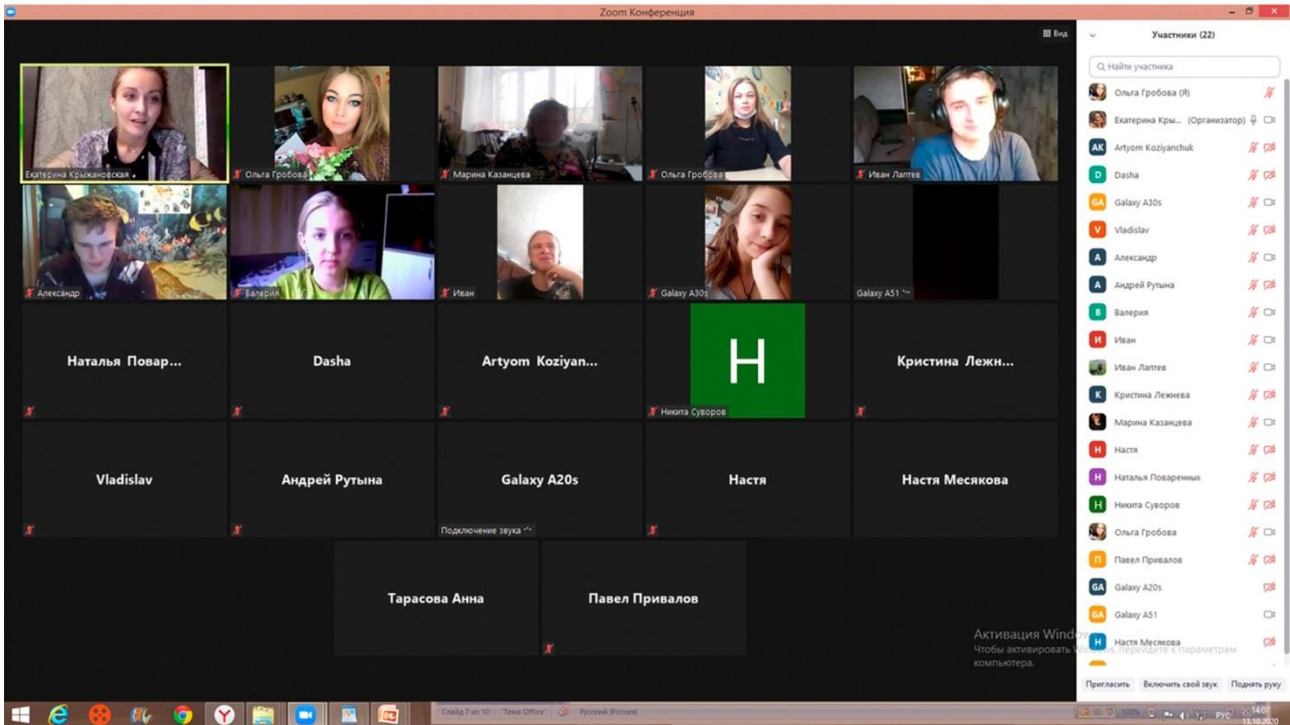 Zoom Конференция
Вид
Екатерина Крыжановская
Ольга Гробова
Марина Казанцева
Ольга Гробова
Иван Лаптев
Александр
Валерия
Иван
Galaxy A30s
Galaxy A51
Наталья Повар...
Dasha
Artyom Koziyan...
Н
Никита Суворов
Кристина Лежн...
Vladislav
Андрей Рутына
Galaxy A20s
Подключение звука
Настя
Настя Месякова
Тарасова Анна
Павел Привалов
Участники (22)
Найти участника
Ольга Гробова (Я)
Екатерина Кры... (Организатор)
AK Artyom Koziyanchuk
D Dasha
GA Galaxy A30s
V Vladislav
А Александр
А Андрей Рутына
В Валерия
И Иван
Иван Лаптев
К Кристина Лежнева
Марина Казанцева
Н Настя
Н Наталья Поваренных
Н Никита Суворов
Ольга Гробова
П Павел Привалов
GA Galaxy A20s
GA Galaxy A51
Н Настя Месякова
Активация Windows
Чтобы активировать Windows, перейдите к параметрам
компьютера.
Пригласить Включить свой звук Поднять руку
Слайд 7 из 10 "Тема Office" Русский (Россия)
100%
РУС
14:07
13.10.2020